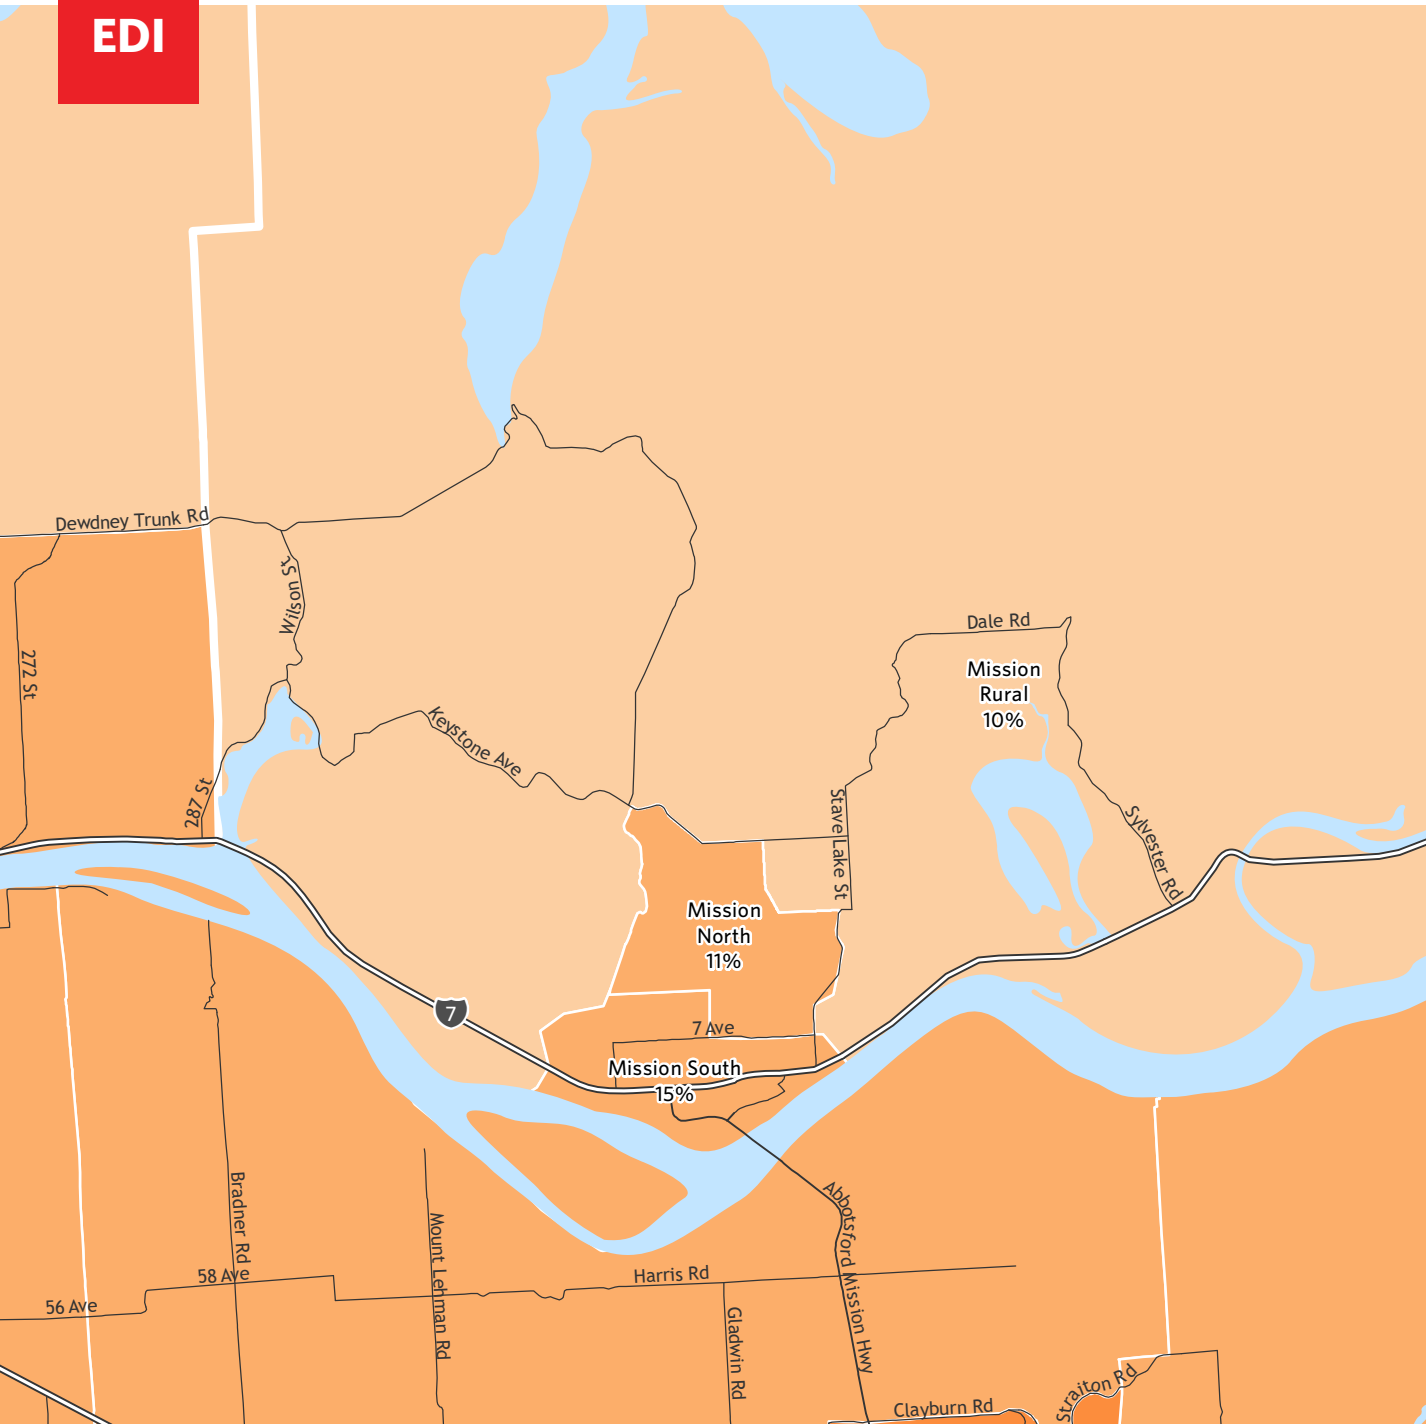 EDI
Dewdney Trunk Rd
Wilson St
272 St
Dale Rd
Mission
Rural
10%
Keystone Ave
287 St
Stave Lake St
Sylvester Rd
Mission
North
11%
7
7 Ave
Mission South
15%
Bradner Rd
Mount Lehman Rd
Abbotsford Mission Hwy
58 Ave
Harris Rd
56 Ave
Gladwin Rd
Straiton Rd
Clayburn Rd